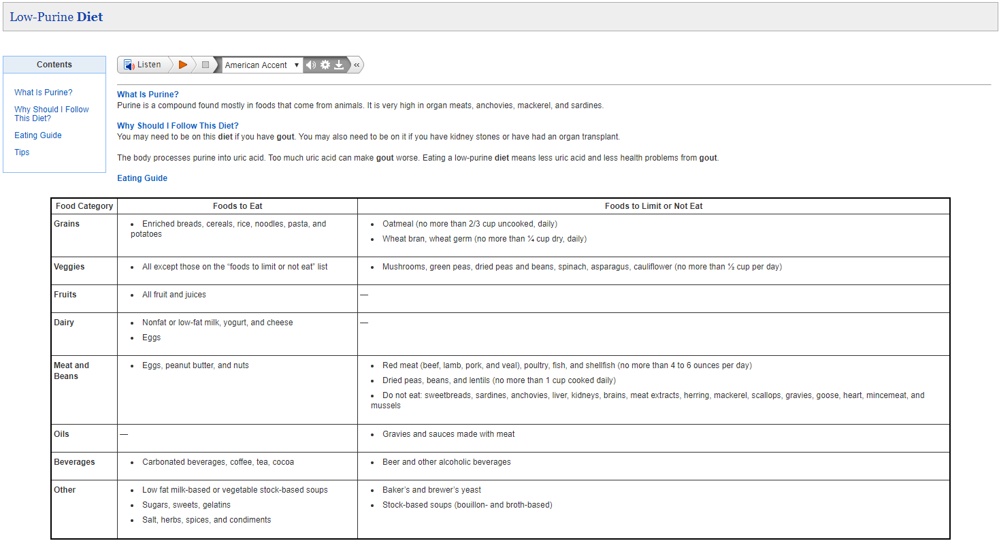 Low-Purine Diet
Contents
What Is Purine?
Why Should I Follow
This Diet?
Eating Guide
Tips
Listen
American Accent
What Is Purine?
Purine is a compound found mostly in foods that come from animals. It is very high in organ meats, anchovies, mackerel, and sardines.
Why Should I Follow This Diet?
You may need to be on this diet if you have gout. You may also need to be on it if you have kidney stones or have had an organ transplant.
The body processes purine into uric acid. Too much uric acid can make gout worse. Eating a low-purine diet means less uric acid and less health problems from gout.
Eating Guide
Food Category Foods to Eat Foods to Limit or Not Eat
Grains
• Enriched breads, cereals, rice, noodles, pasta, and
potatoes
• Oatmeal (no more than 2/3 cup uncooked, daily)
• Wheat bran, wheat germ (no more than ¼ cup dry, daily)
Veggies
• All except those on the “foods to limit or not eat” list
• Mushrooms, green peas, dried peas and beans, spinach, asparagus, cauliflower (no more than ½ cup per day)
Fruits
• All fruit and juices
—
Dairy
• Nonfat or low-fat milk, yogurt, and cheese
• Eggs
—
Meat and
Beans
• Eggs, peanut butter, and nuts
• Red meat (beef, lamb, pork, and veal), poultry, fish, and shellfish (no more than 4 to 6 ounces per day)
• Dried peas, beans, and lentils (no more than 1 cup cooked daily)
• Do not eat: sweetbreads, sardines, anchovies, liver, kidneys, brains, meat extracts, herring, mackerel, scallops, gravies, goose, heart, mincemeat, and
mussels
Oils
—
• Gravies and sauces made with meat
Beverages
• Carbonated beverages, coffee, tea, cocoa
• Beer and other alcoholic beverages
Other
• Low fat milk-based or vegetable stock-based soups
• Sugars, sweets, gelatins
• Salt, herbs, spices, and condiments
• Baker’s and brewer’s yeast
• Stock-based soups (bouillon- and broth-based)